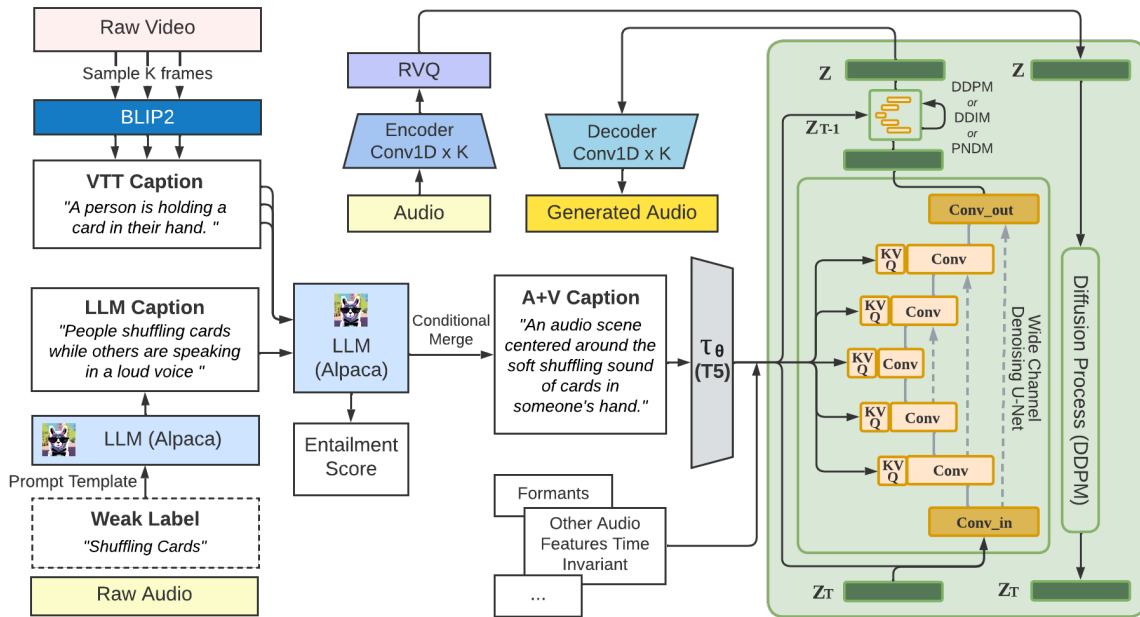 Raw Video
Sample K frames
BLIP2
VTT Caption
"A person is holding a
card in their hand. "
LLM Caption
"People shuffling cards
while others are speaking
in a loud voice "
LLM (Alpaca)
Prompt Template
Weak Label
"Shuffling Cards"
Raw Audio
RVQ
Encoder
Conv1D x K
Audio
Decoder
Conv1D x K
Generated Audio
LLM
(Alpaca)
Entailment
Score
Conditional
Merge
A+V Caption
"An audio scene
centered around the
soft shuffling sound
of cards in
someone's hand."
Formants
Other Audio
Features Time
Invariant
...
τθ
(T5)
Z
Z
DDPM
or
DDIM
or
PNDM
ZT-1
Conv_out
KV
Q
Conv
KV
Q
Conv
KV
Q
Conv
KV
Q
Conv
KV
Q
Conv
Conv_in
Wide Channel
Denoising U-Net
Diffusion Process (DDPM)
ZT
ZT